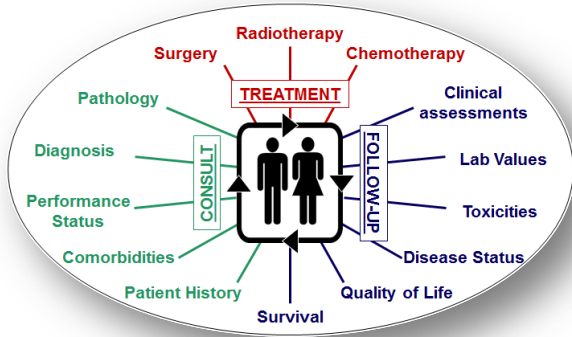 Radiotherapy
Surgery
Chemotherapy
TREATMENT
Pathology
Diagnosis
Performance
Status
Comorbidities
Patient History
CONSULT
Clinical
assessments
Lab Values
Toxicities
Disease Status
Quality of Life
Survival
FOLLOW-UP